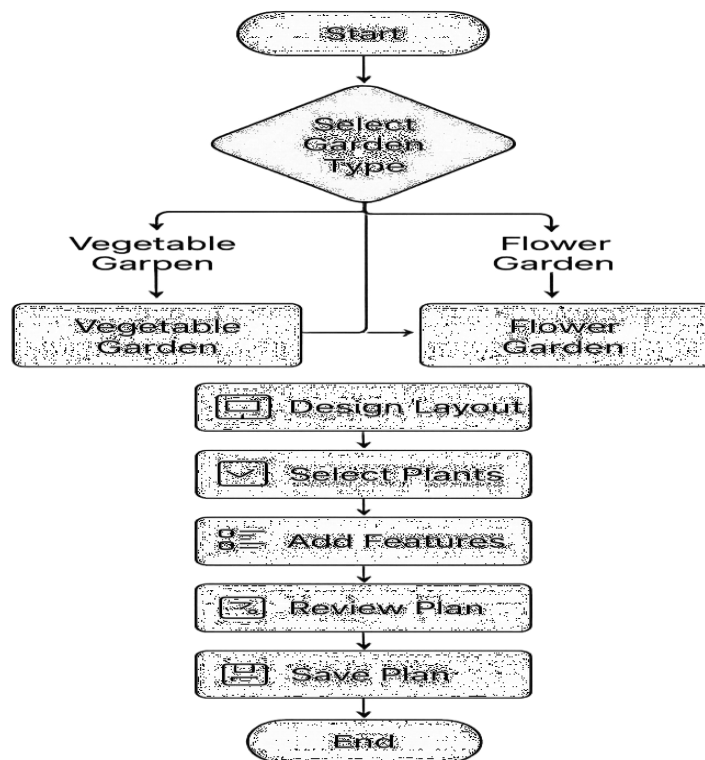 Start
Select
Garden
Type
Vegetable
Garpen
Flower
Garden
Vegetable
Garden
Flower
Garden
Design Layout
Select Plants
Add Features
Review Plan
Save Plan
End